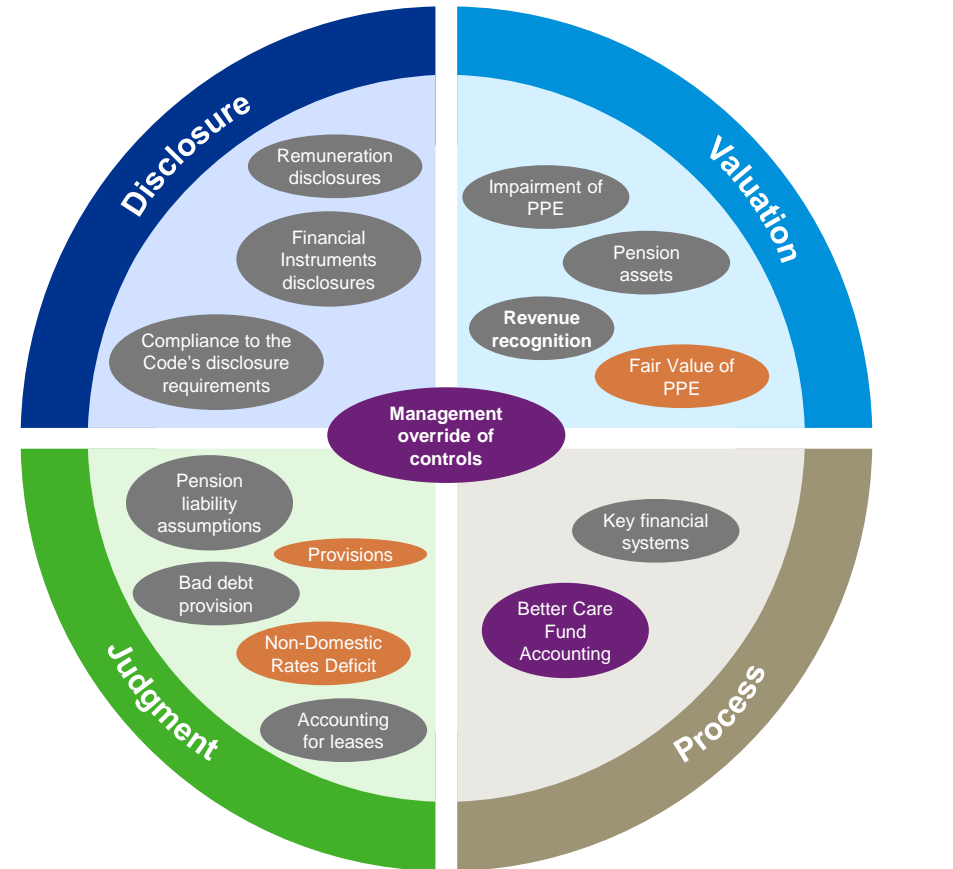 Disclosure
Remuneration
disclosures
Financial
Instruments
disclosures
Compliance to the
Code's disclosure
requirements
Valuation
Impairment of
PPE
Pension
assets
Revenue
recognition
Fair Value of
PPE
Management
override of
controls
Judgment
Pension
liability
assumptions
Provisions
Bad debt
provision
Non-Domestic
Rates Deficit
Accounting
for leases
Process
Key financial
systems
Better Care
Fund
Accounting